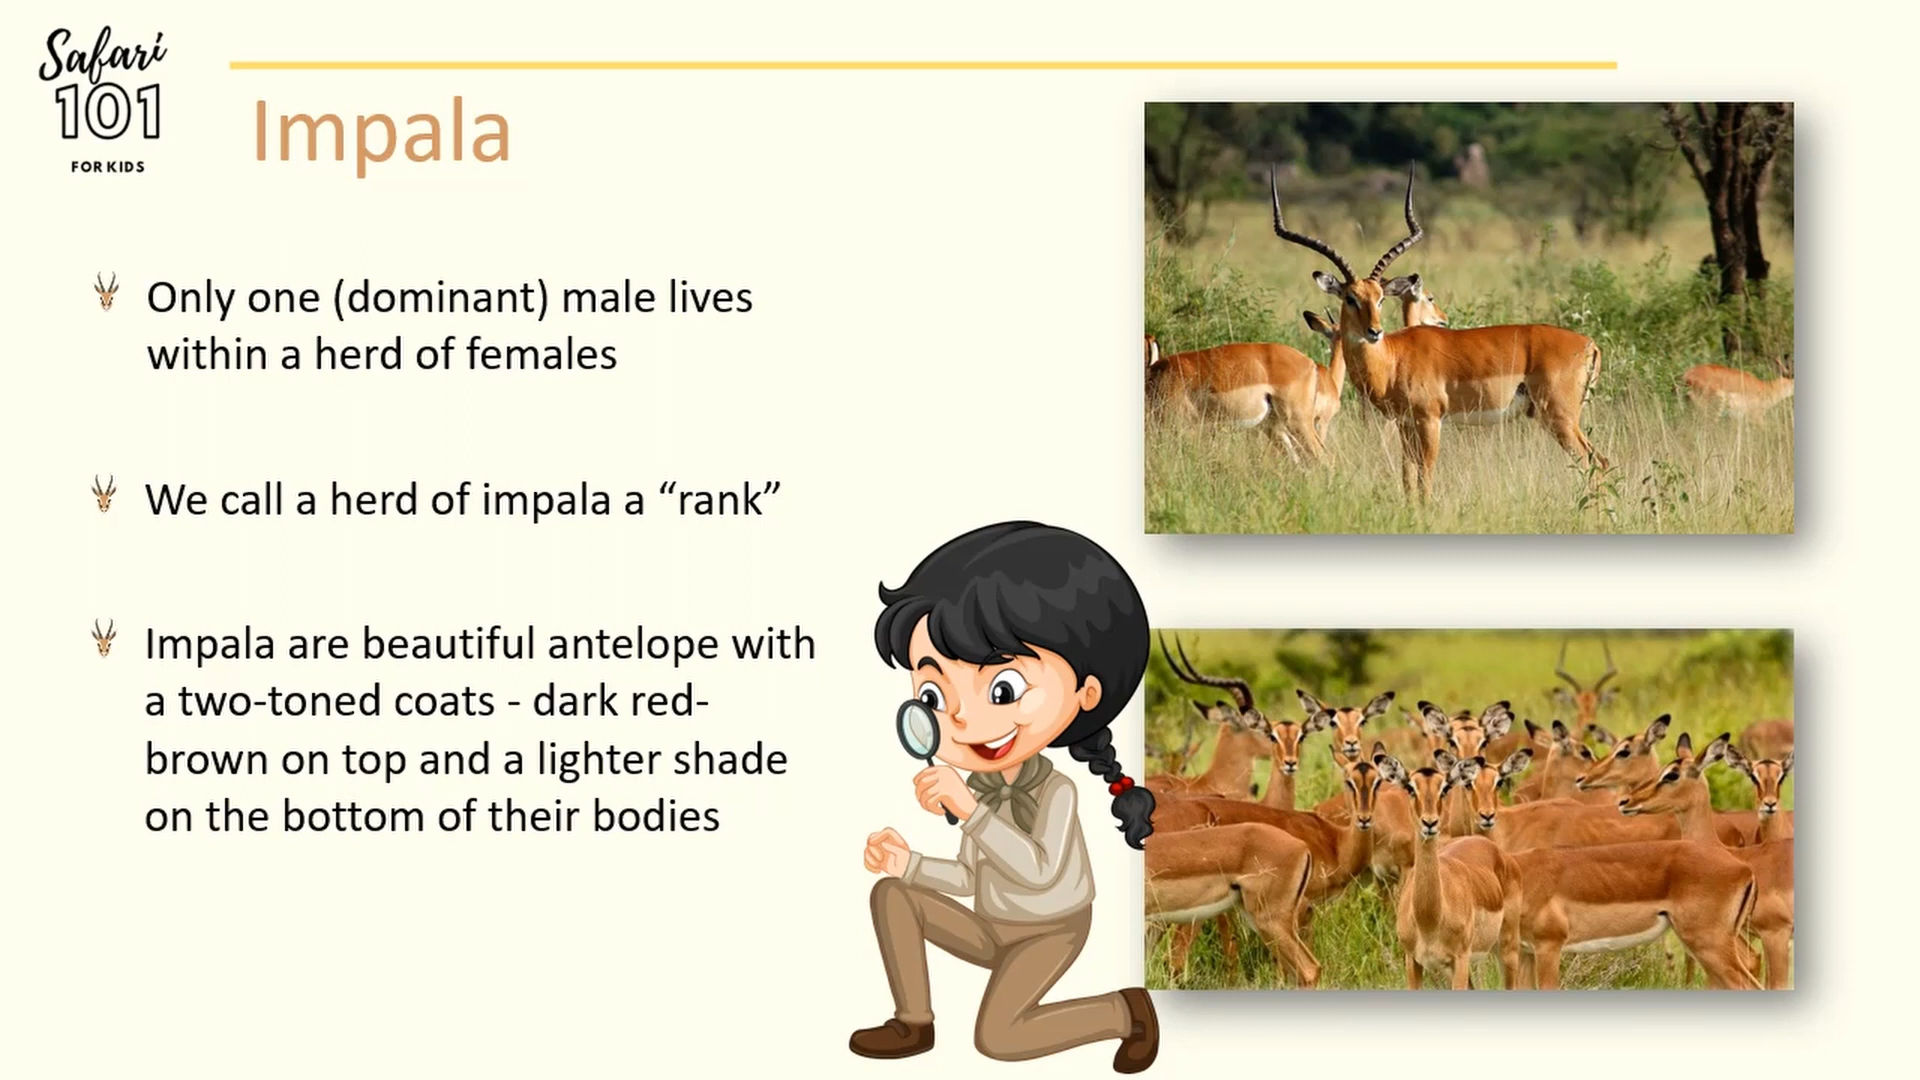 Safari
101
FOR KIDS
Impala
Only one (dominant) male lives
within a herd of females
We call a herd of impala a “rank”
Impala are beautiful antelope with
a two-toned coats - dark red-
brown on top and a lighter shade
on the bottom of their bodies